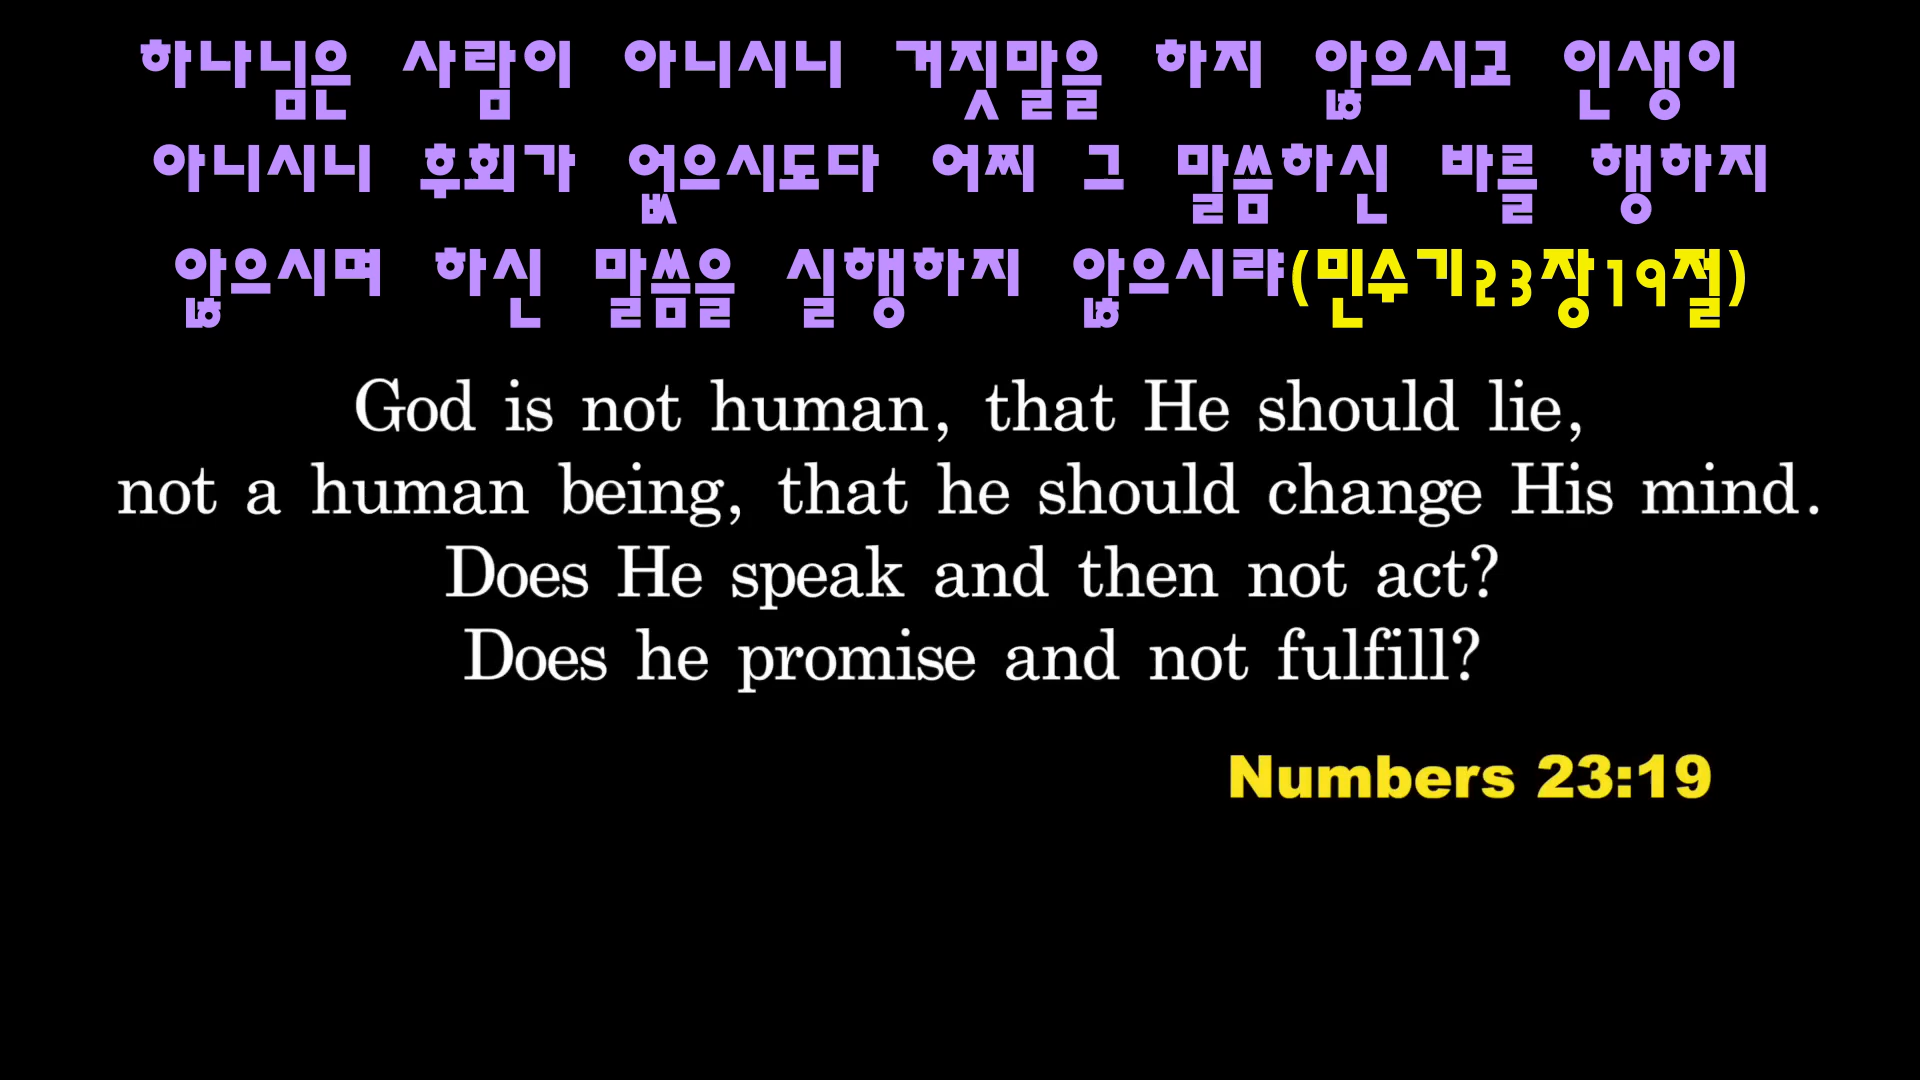 하나님은 사람이 아니시니 거짓말을 하지 않으시고 인생이
아니시니 후회가 없으시도다 어찌 그 말씀하신 바를 행하지
않으시며 하신 말씀을 실행하지 않으시랴(민수기23장19절)
God is not human, that He should lie,
not a human being, that he should change His mind.
Does He speak and then not act?
Does he promise and not fulfill?
Numbers 23:19